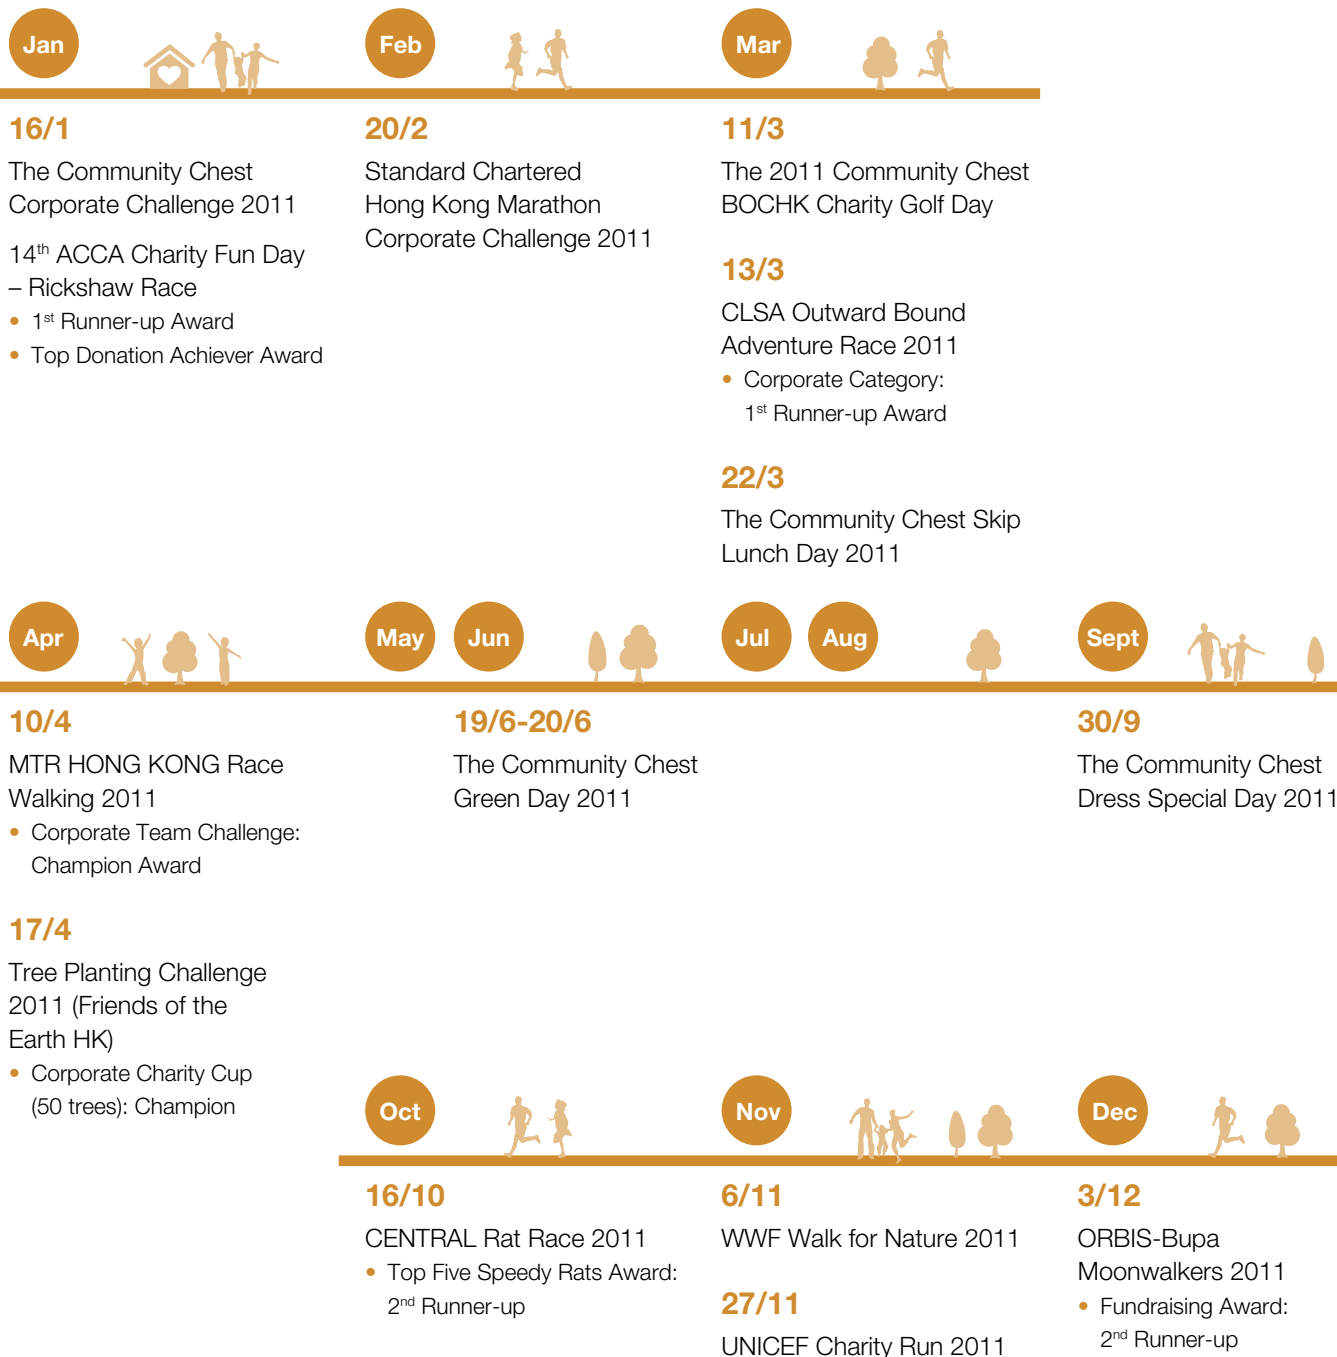 Jan
16/1
The Community Chest
Corporate Challenge 2011
14th ACCA Charity Fun Day
– Rickshaw Race
• 1st Runner-up Award
• Top Donation Achiever Award
Feb
20/2
Standard Chartered
Hong Kong Marathon
Corporate Challenge 2011
Mar
11/3
The 2011 Community Chest
BOCHK Charity Golf Day
13/3
CLSA Outward Bound
Adventure Race 2011
• Corporate Category:
1st Runner-up Award
22/3
The Community Chest Skip
Lunch Day 2011
Apr
10/4
MTR HONG KONG Race
Walking 2011
• Corporate Team Challenge:
Champion Award
17/4
Tree Planting Challenge
2011 (Friends of the
Earth HK)
• Corporate Charity Cup
(50 trees): Champion
May
Jun
19/6-20/6
The Community Chest
Green Day 2011
Jul
Aug
Sept
30/9
The Community Chest
Dress Special Day 2011
Oct
16/10
CENTRAL Rat Race 2011
• Top Five Speedy Rats Award:
2nd Runner-up
Nov
6/11
WWF Walk for Nature 2011
27/11
UNICEF Charity Run 2011
Dec
3/12
ORBIS-Bupa
Moonwalkers 2011
• Fundraising Award:
2nd Runner-up